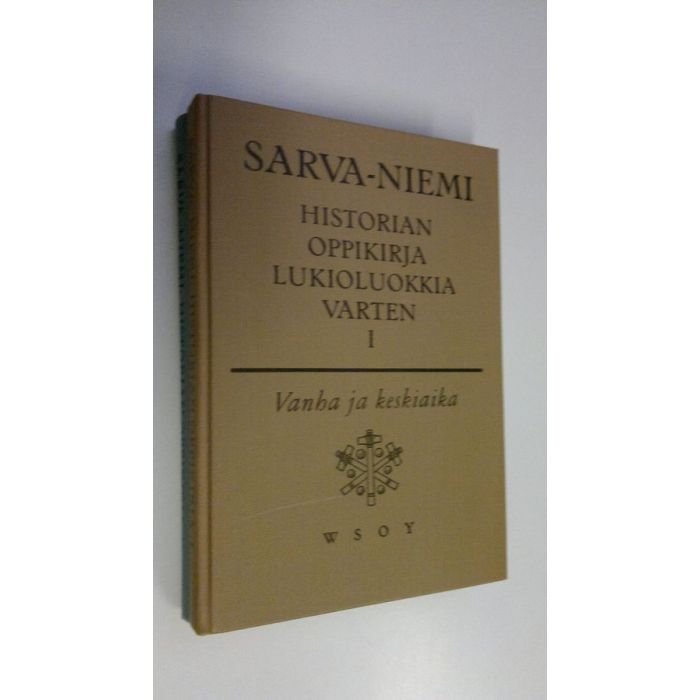 SARVA-NIEMI
HISTORIAN
OPPIKIRJA
LUKIOLUOKKIA
VARTEN
I
Vanha ja keskiaika
WSOY